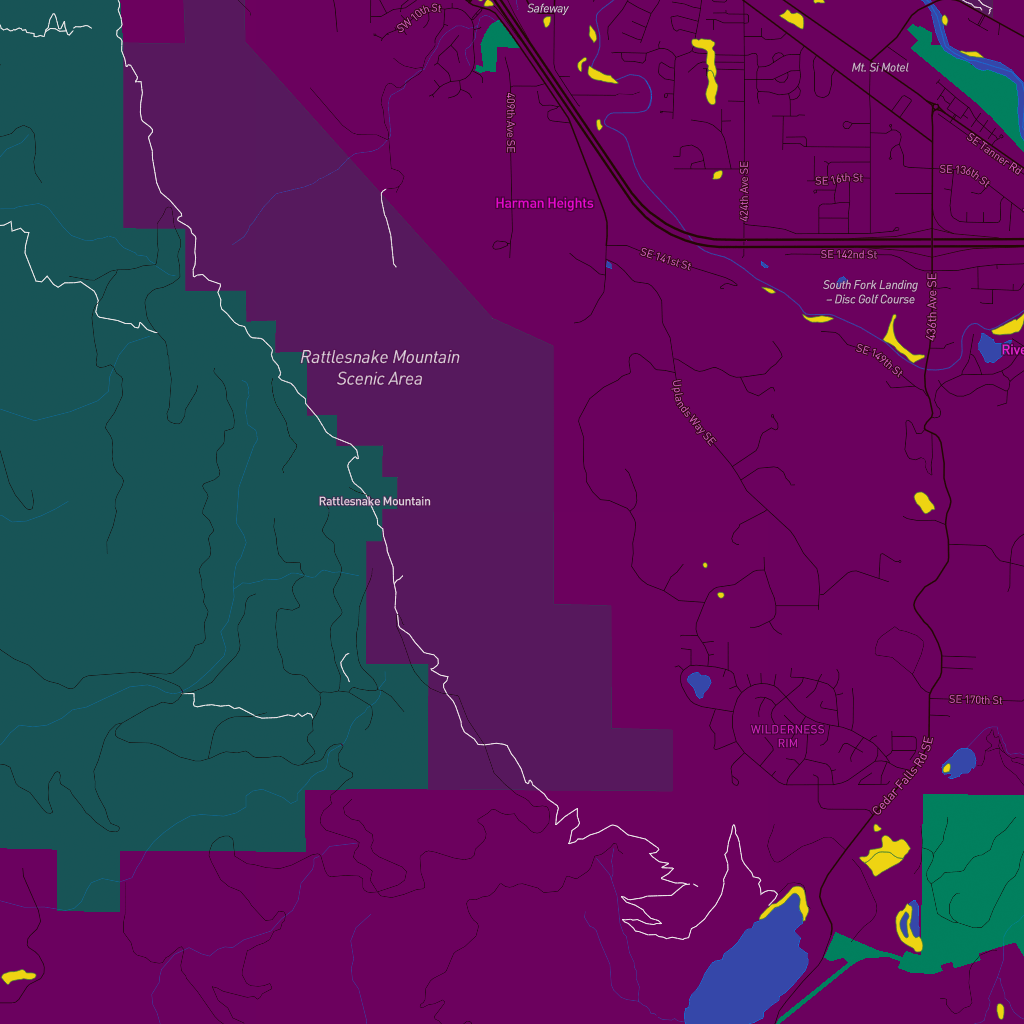 Safeway
SW 10th St
Mt. Si Motel
409th Ave SE
SE Tanner Rd
SE 136th St
SE 16th St
424th Ave SE
Harman Heights
SE 141st St
SE 142nd St
South Fork Landing
– Disc Golf Course
436th Ave SE
Rive
SE 149th St
Rattlesnake Mountain
Scenic Area
Uplands Way SE
Rattlesnake Mountain
SE 170th St
WILDERNESS
RIM
Cedar Falls Rd SE